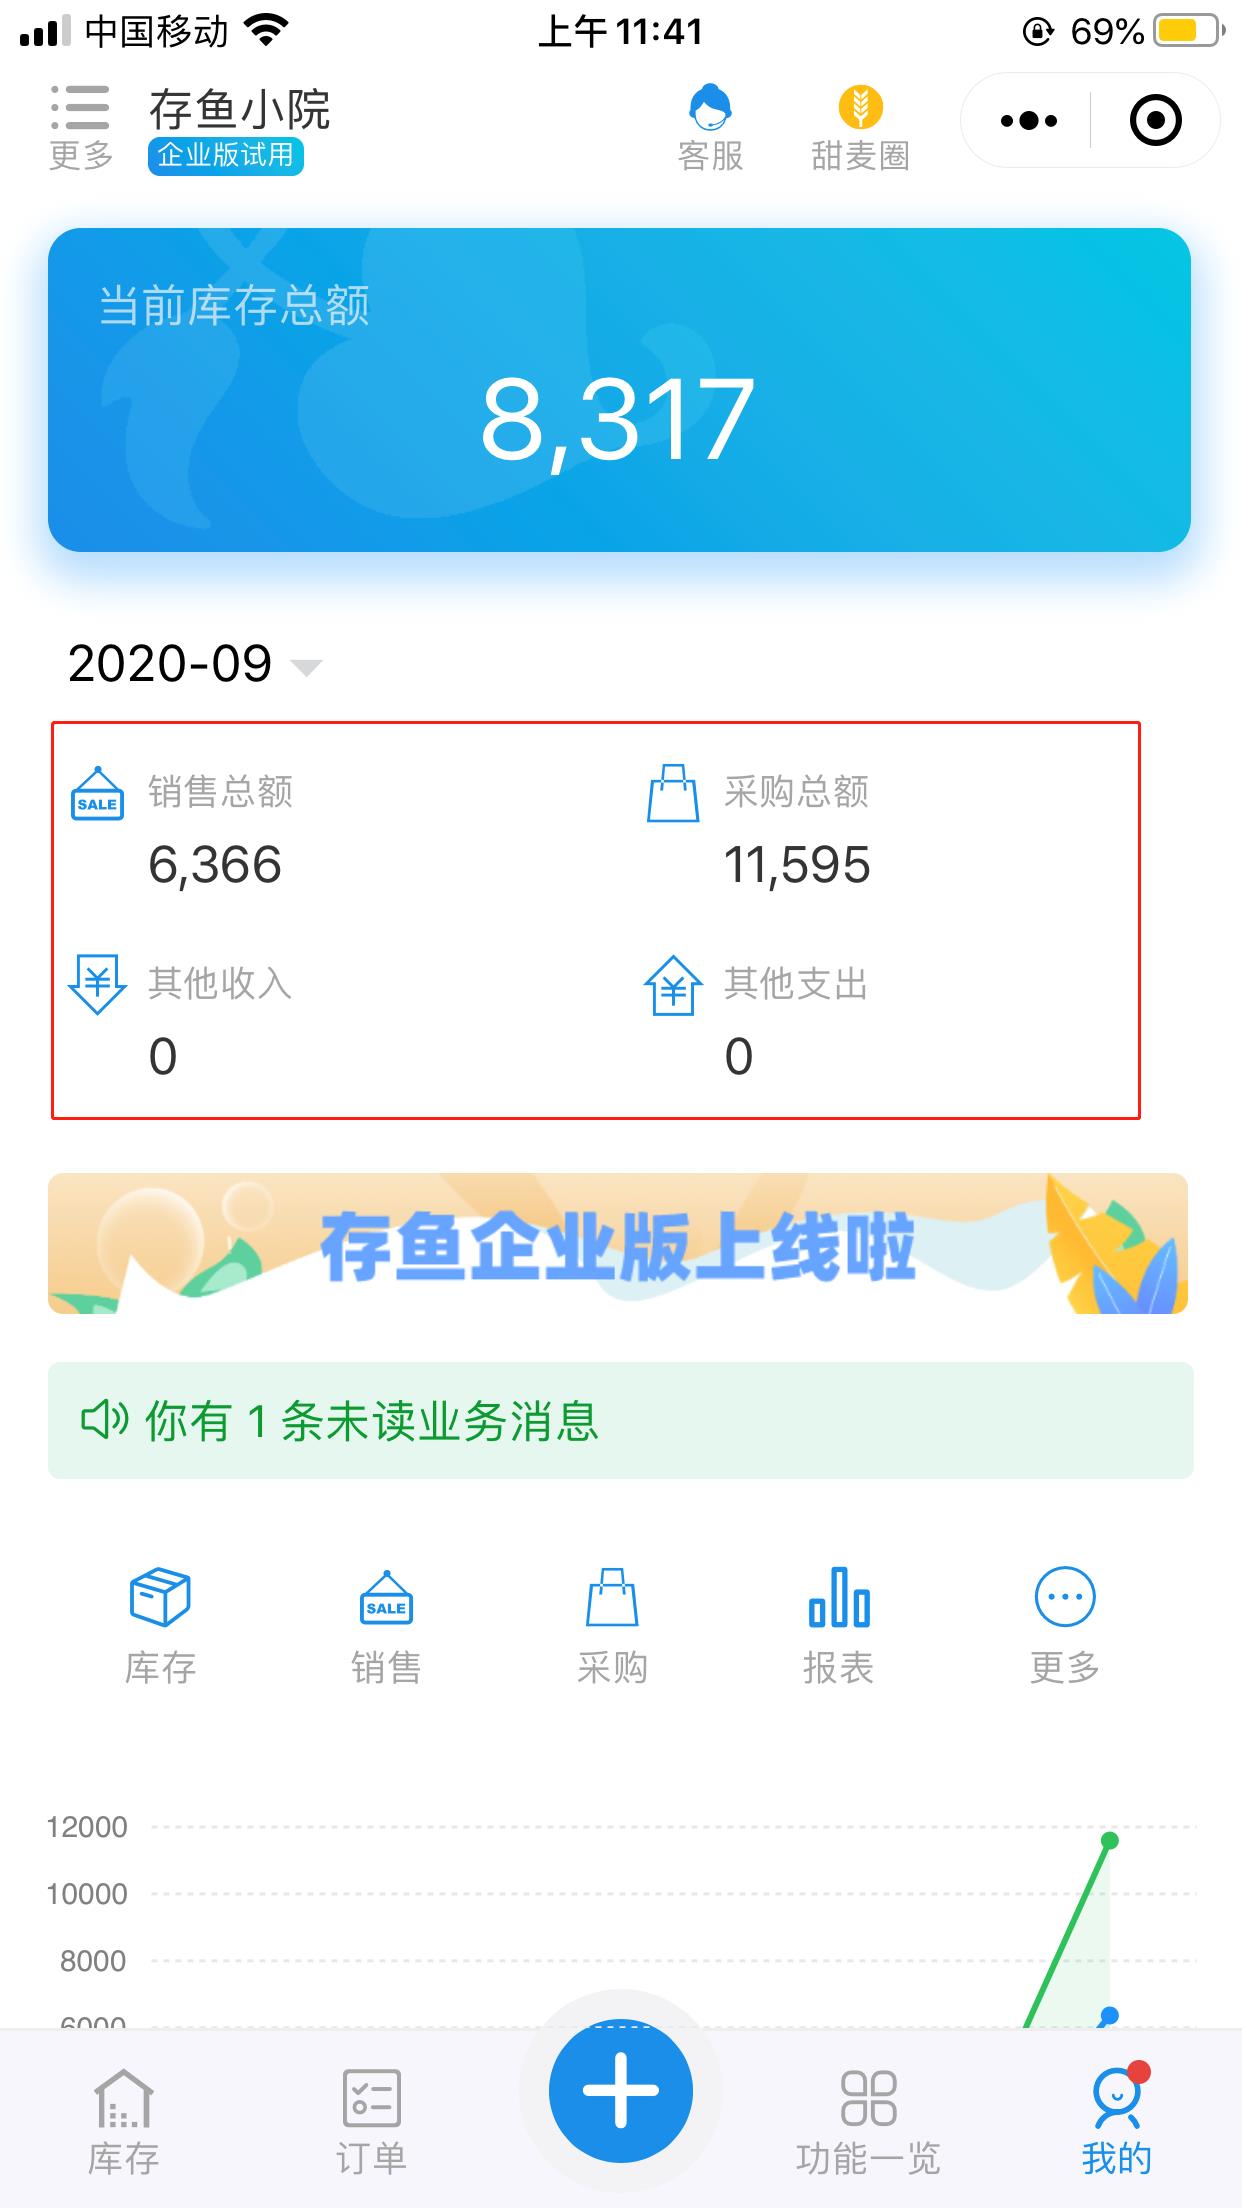 中国移动
上午11:41
69%
更多
存鱼小院
企业版试用
客服
甜麦圈
当前库存总额
8,317
2020-09
SALE
销售总额
6,366
采购总额
11,595
其他收入
0
其他支出
0
存鱼企业版上线啦
你有 1 条未读业务消息
库存
SALE
销售
采购
报表
更多
12000
10000
8000
6000
库存
订单
功能一览
我的